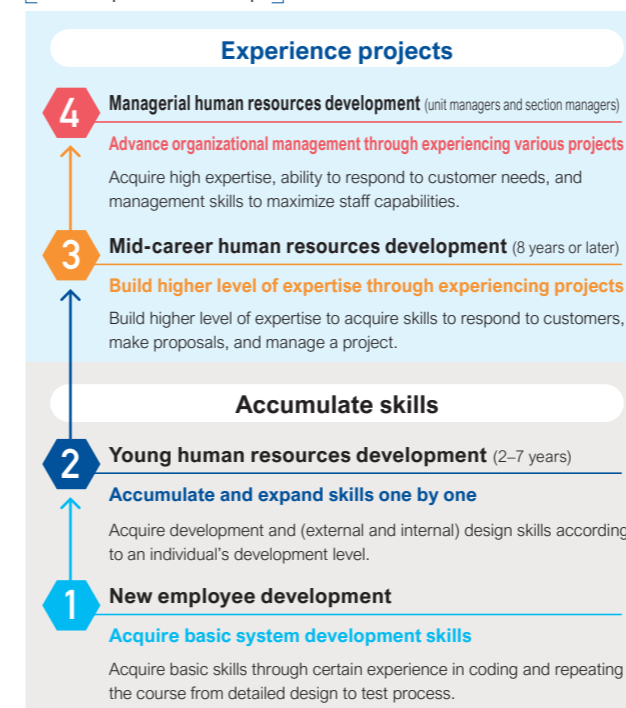 Experience projects
4
Managerial human resources development (unit managers and section managers)
Advance organizational management through experiencing various projects
Acquire high expertise, ability to respond to customer needs, and
management skills to maximize staff capabilities.
3
Mid-career human resources development (8 years or later)
Build higher level of expertise through experiencing projects
Build higher level of expertise to acquire skills to respond to customers,
make proposals, and manage a project.
Accumulate skills
2
Young human resources development (2–7 years)
Accumulate and expand skills one by one
Acquire development and (external and internal) design skills according
to an individual's development level.
1
New employee development
Acquire basic system development skills
Acquire basic skills through certain experience in coding and repeating
the course from detailed design to test process.